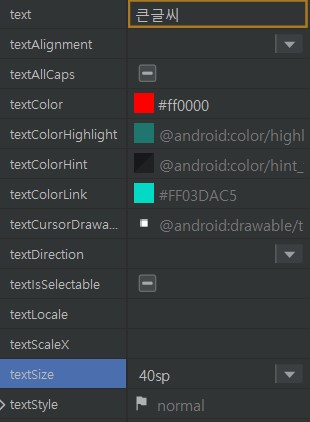 text 큰글씨
textAlignment
textAllCaps
textColor #ff0000
textColorHighlight @android:color/highl
textColorHint @android:color/hint_
textColorLink #FF03DAC5
textCursorDrawa... @android:drawable/t
textDirection
textIsSelectable
textLocale
textScaleX
textSize 40sp
textStyle normal